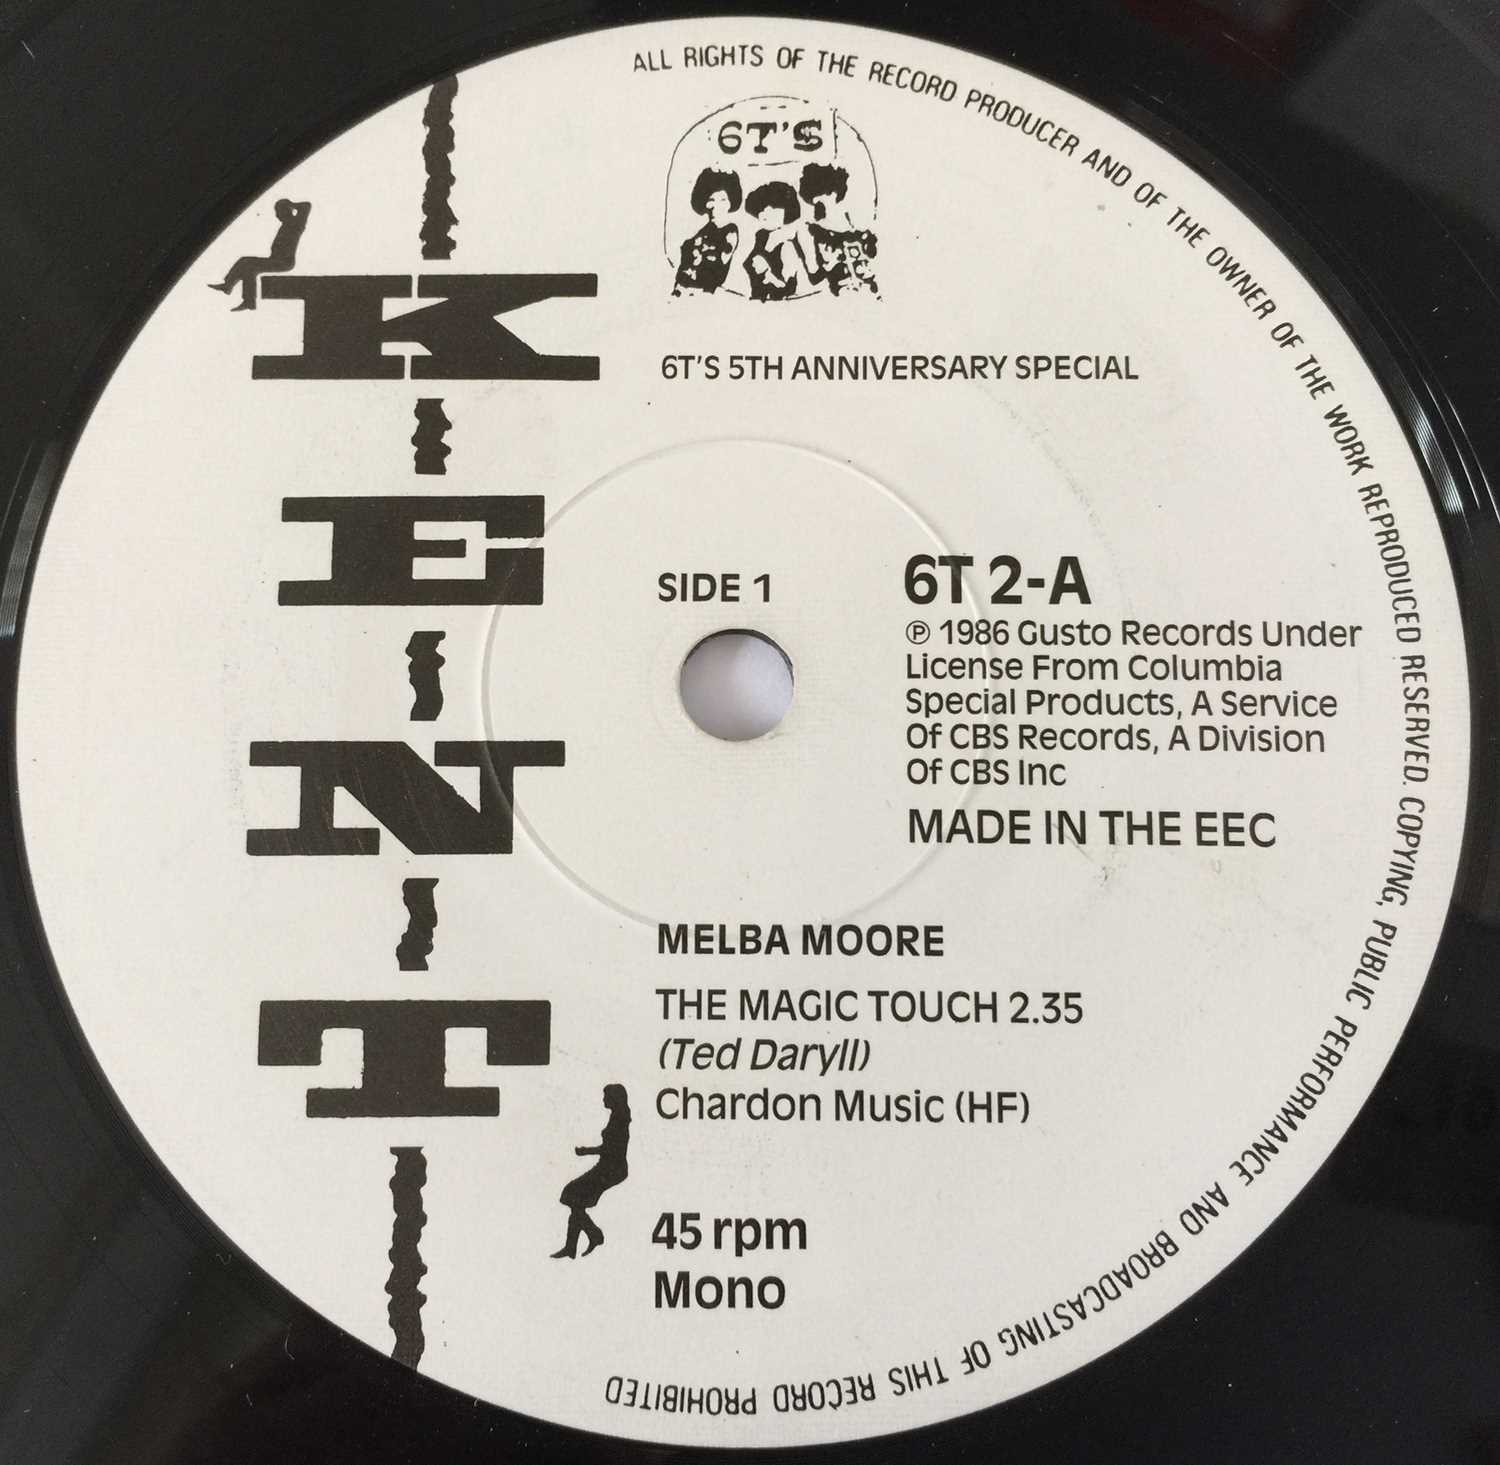 ALL RIGHTS OF THE RECORD PRODUCER AND OF THE OWNER OF THE WORK REPRODUCED RESERVED. COPYING, PUBLIC PERFORMANCE AND BROADCASTING OF THIS RECORD PROHIBITED
6T'S
KENT
6T'S 5TH ANNIVERSARY SPECIAL
SIDE 1
6T 2-A
℗ 1986 Gusto Records Under
License From Columbia
Special Products, A Service
Of CBS Records, A Division
Of CBS Inc
MADE IN THE EEC
MELBA MOORE
THE MAGIC TOUCH 2.35
(Ted Daryll)
Chardon Music (HF)
45 rpm
Mono